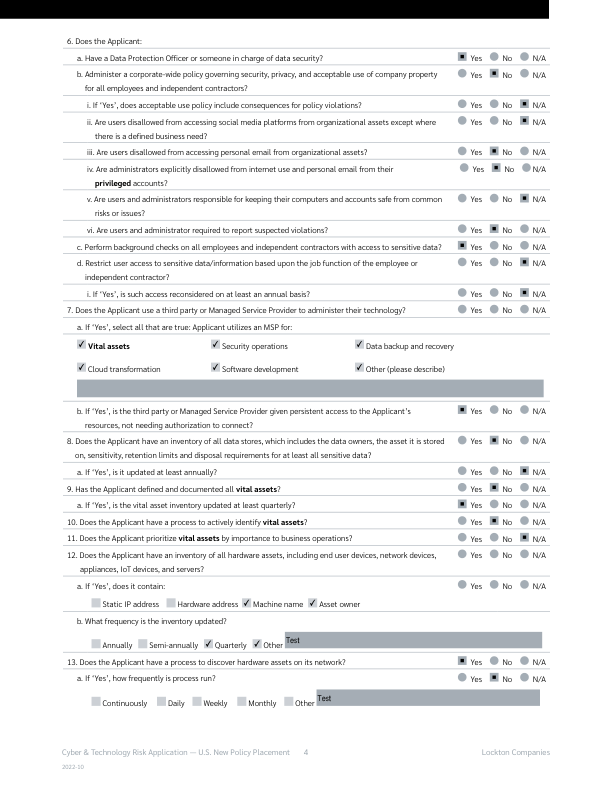 6. Does the Applicant:
a. Have a Data Protection Officer or someone in charge of data security? Yes No N/A
b. Administer a corporate-wide policy governing security, privacy, and acceptable use of company property Yes No N/A
for all employees and independent contractors?
i. If ‘Yes’, does acceptable use policy include consequences for policy violations? Yes No N/A
ii. Are users disallowed from accessing social media platforms from organizational assets except where Yes No N/A
there is a defined business need?
iii. Are users disallowed from accessing personal email from organizational assets? Yes No N/A
iv. Are administrators explicitly disallowed from internet use and personal email from their Yes No N/A
privileged accounts?
v. Are users and administrators responsible for keeping their computers and accounts safe from common Yes No N/A
risks or issues?
vi. Are users and administrator required to report suspected violations? Yes No N/A
c. Perform background checks on all employees and independent contractors with access to sensitive data? Yes No N/A
d. Restrict user access to sensitive data/information based upon the job function of the employee or Yes No N/A
independent contractor?
i. If ‘Yes’, is such access reconsidered on at least an annual basis? Yes No N/A
7. Does the Applicant use a third party or Managed Service Provider to administer their technology? Yes No N/A
a. If ‘Yes’, select all that are true: Applicant utilizes an MSP for:
Vital assets Security operations Data backup and recovery
Cloud transformation Software development Other (please describe)
b. If ‘Yes’, is the third party or Managed Service Provider given persistent access to the Applicant’s Yes No N/A
resources, not needing authorization to connect?
8. Does the Applicant have an inventory of all data stores, which includes the data owners, the asset it is stored Yes No N/A
on, sensitivity, retention limits and disposal requirements for at least all sensitive data?
a. If ‘Yes’, is it updated at least annually? Yes No N/A
9. Has the Applicant defined and documented all vital assets? Yes No N/A
a. If ‘Yes’, is the vital asset inventory updated at least quarterly? Yes No N/A
10. Does the Applicant have a process to actively identify vital assets? Yes No N/A
11. Does the Applicant prioritize vital assets by importance to business operations? Yes No N/A
12. Does the Applicant have an inventory of all hardware assets, including end user devices, network devices, Yes No N/A
appliances, IoT devices, and servers?
a. If ‘Yes’, does it contain: Yes No N/A
Static IP address Hardware address Machine name Asset owner
b. What frequency is the inventory updated?
Annually Semi-annually Quarterly Other Test
13. Does the Applicant have a process to discover hardware assets on its network? Yes No N/A
a. If ‘Yes’, how frequently is process run? Yes No N/A
Continuously Daily Weekly Monthly Other Test
Cyber & Technology Risk Application — U.S. New Policy Placement 4 Lockton Companies
2022-10